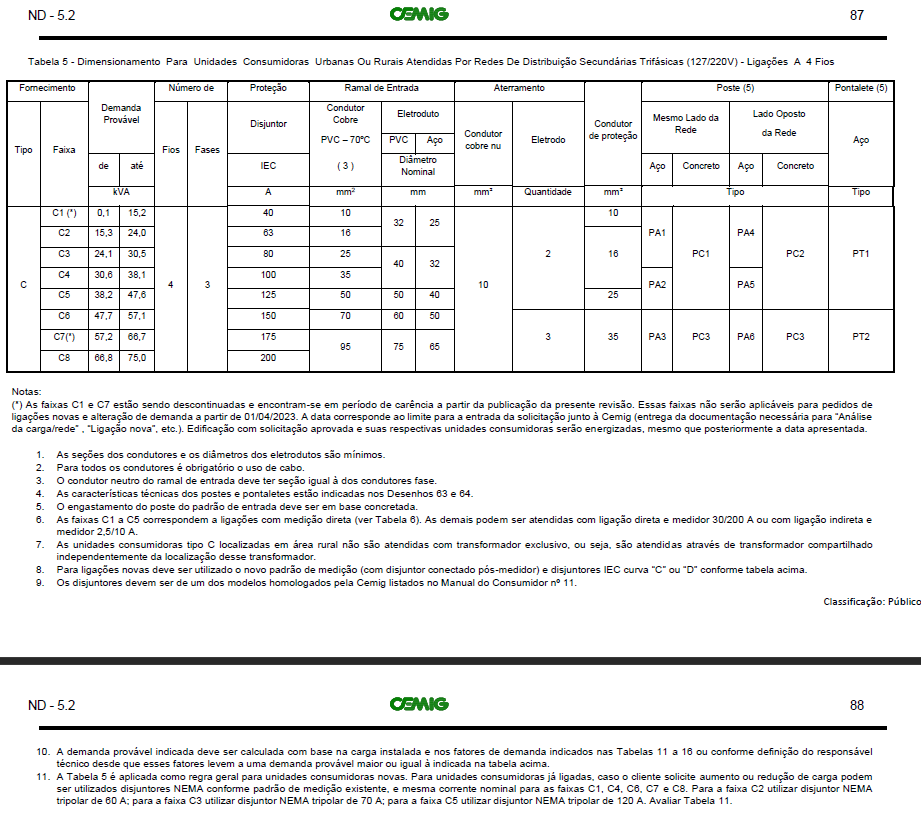 ND - 5.2 CEMIG 87
Tabela 5 - Dimensionamento Para Unidades Consumidoras Urbanas Ou Rurais Atendidas Por Redes De Distribuição Secundárias Trifásicas (127/220V) - Ligações A 4 Fios
Fornecimento Demanda Provável Número de Proteção Ramal de Entrada Aterramento Condutor de proteção Poste (5) Pontalete (5)
Tipo Faixa Fios Fases Disjuntor Condutor Cobre Eletroduto Condutor cobre nu Eletrodo Mesmo Lado da Rede Lado Oposto da Rede Aço
PVC – 70ºC PVC Aço
de até IEC ( 3 ) Diâmetro Nominal Aço Concreto Aço Concreto
kVA A mm² mm mm² Quantidade mm² Tipo Tipo
C1 (*) 0,1 15,2 40 10 32 25 10
C2 15,3 24,0 63 16 PA1 PA4
C3 24,1 30,5 80 25 40 32 2 16 PC1 PC2 PT1
C4 30,6 38,1 100 35 PA2 PA5
C 4 3 10
C5 38,2 47,6 125 50 50 40 25
C6 47,7 57,1 150 70 60 50
C7(*) 57,2 66,7 175 95 75 65 3 35 PA3 PC3 PA6 PC3 PT2
C8 66,8 75,0 200
Notas:
(*) As faixas C1 e C7 estão sendo descontinuadas e encontram-se em período de carência a partir da publicação da presente revisão. Essas faixas não serão aplicáveis para pedidos de
ligações novas e alteração de demanda a partir de 01/04/2023. A data corresponde ao limite para a entrada da solicitação junto à Cemig (entrega da documentação necessária para "Análise
da carga/rede" , "Ligação nova", etc.). Edificação com solicitação aprovada e suas respectivas unidades consumidoras serão energizadas, mesmo que posteriormente a data apresentada.
1. As seções dos condutores e os diâmetros dos eletrodutos são mínimos.
2. Para todos os condutores é obrigatório o uso de cabo.
3. O condutor neutro do ramal de entrada deve ter seção igual à dos condutores fase.
4. As características técnicas dos postes e pontaletes estão indicadas nos Desenhos 63 e 64.
5. O engastamento do poste do padrão de entrada deve ser em base concretada.
6. As faixas C1 a C5 correspondem a ligações com medição direta (ver Tabela 6). As demais podem ser atendidas com ligação direta e medidor 30/200 A ou com ligação indireta e
medidor 2,5/10 A.
7. As unidades consumidoras tipo C localizadas em área rural não são atendidas com transformador exclusivo, ou seja, são atendidas através de transformador compartilhado
independentemente da localização desse transformador.
8. Para ligações novas deve ser utilizado o novo padrão de medição (com disjuntor conectado pós-medidor) e disjuntores IEC curva "C" ou "D" conforme tabela acima.
9. Os disjuntores devem ser de um dos modelos homologados pela Cemig listados no Manual do Consumidor nº 11.
Classificação: Público
ND - 5.2 CEMIG 88
10. A demanda provável indicada deve ser calculada com base na carga instalada e nos fatores de demanda indicados nas Tabelas 11 a 16 ou conforme definição do responsável
técnico desde que esses fatores levem a uma demanda provável maior ou igual à indicada na tabela acima.
11. A Tabela 5 é aplicada como regra geral para unidades consumidoras novas. Para unidades consumidoras já ligadas, caso o cliente solicite aumento ou redução de carga podem
ser utilizados disjuntores NEMA conforme padrão de medição existente, e mesma corrente nominal para as faixas C1, C4, C6, C7 e C8. Para a faixa C2 utilizar disjuntor NEMA
tripolar de 60 A; para a faixa C3 utilizar disjuntor NEMA tripolar de 70 A; para a faixa C5 utilizar disjuntor NEMA tripolar de 120 A. Avaliar Tabela 11.